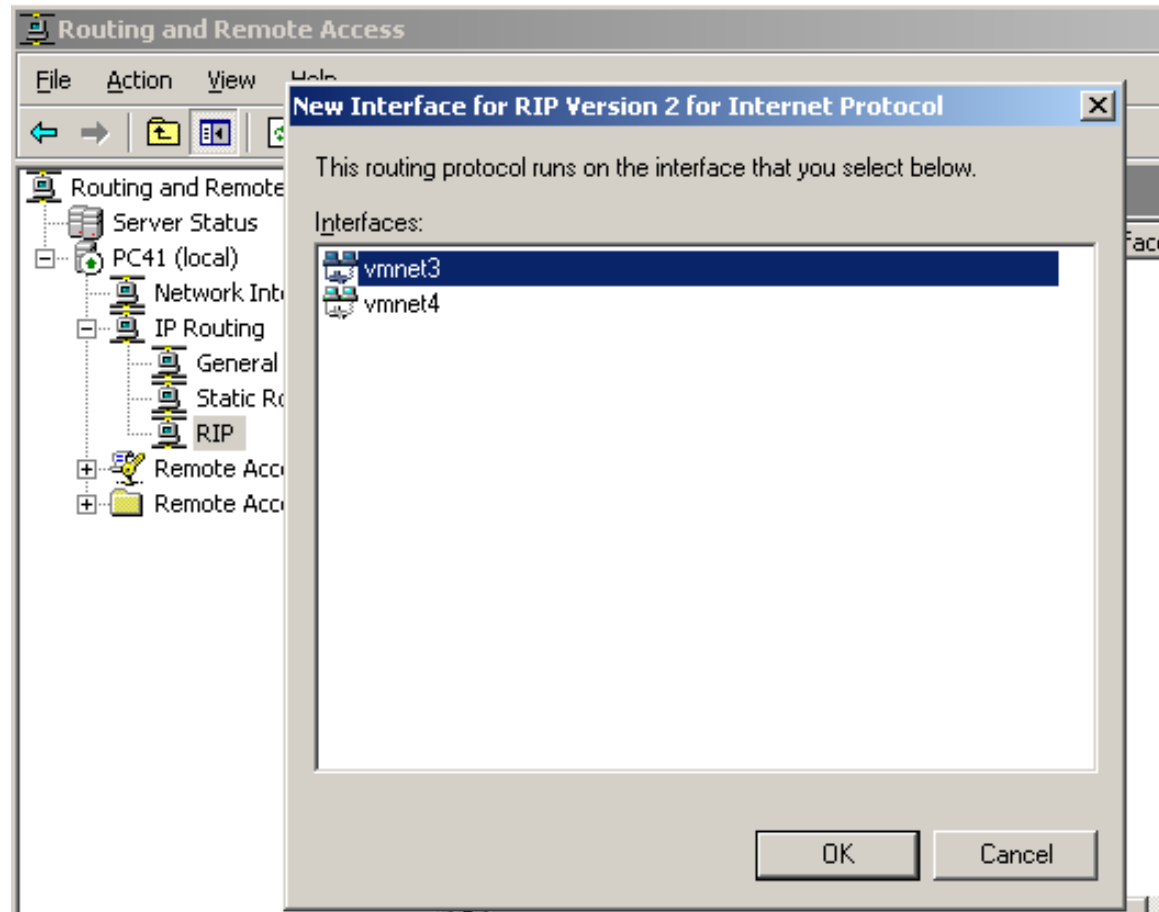 Routing and Remote Access
File Action View Help
New Interface for RIP Version 2 for Internet Protocol
This routing protocol runs on the interface that you select below.
Interfaces:
vmnet3
vmnet4
OK Cancel
Routing and Remote
Server Status
PC41 (local)
Network Int
IP Routing
General
Static Ro
RIP
Remote Acc
Remote Acc